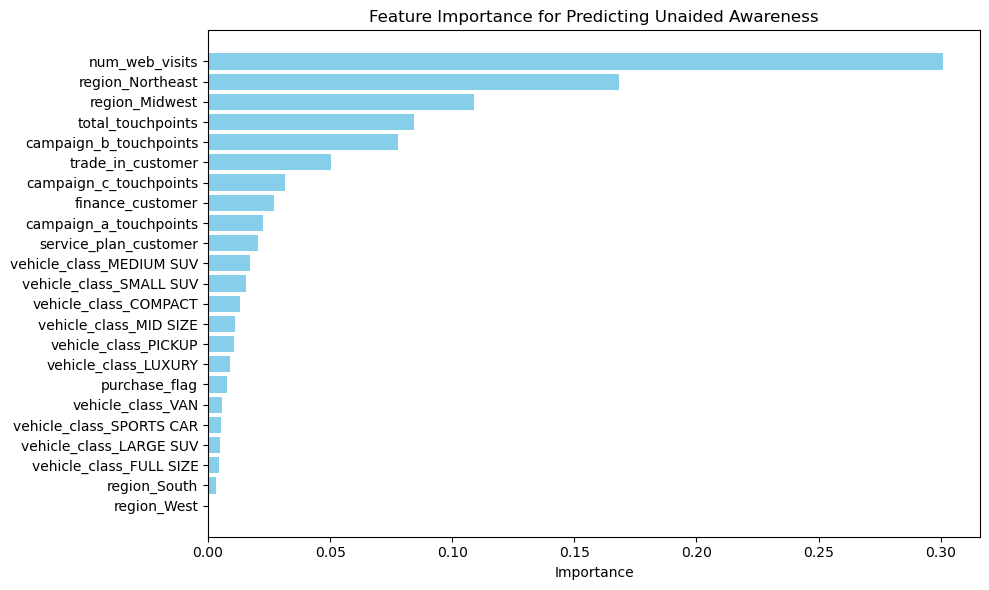 Feature Importance for Predicting Unaided Awareness
num_web_visits
region_Northeast
region_Midwest
total_touchpoints
campaign_b_touchpoints
trade_in_customer
campaign_c_touchpoints
finance_customer
campaign_a_touchpoints
service_plan_customer
vehicle_class_MEDIUM SUV
vehicle_class_SMALL SUV
vehicle_class_COMPACT
vehicle_class_MID SIZE
vehicle_class_PICKUP
vehicle_class_LUXURY
purchase_flag
vehicle_class_VAN
vehicle_class_SPORTS CAR
vehicle_class_LARGE SUV
vehicle_class_FULL SIZE
region_South
region_West
0.00 0.05 0.10 0.15 0.20 0.25 0.30
Importance